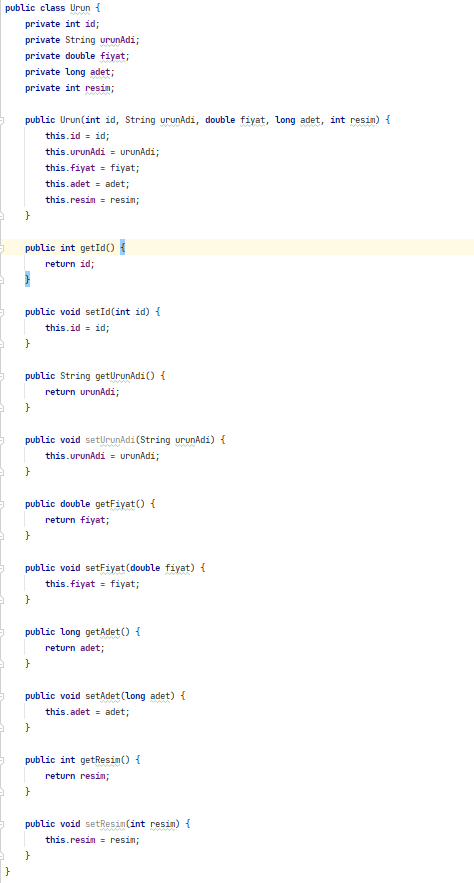 public class Urun {
    private int id;
    private String urunAdi;
    private double fiyat;
    private long adet;
    private int resim;

    public Urun(int id, String urunAdi, double fiyat, long adet, int resim) {
        this.id = id;
        this.urunAdi = urunAdi;
        this.fiyat = fiyat;
        this.adet = adet;
        this.resim = resim;
    }

    public int getId() {
        return id;
    }

    public void setId(int id) {
        this.id = id;
    }

    public String getUrunAdi() {
        return urunAdi;
    }

    public void setUrunAdi(String urunAdi) {
        this.urunAdi = urunAdi;
    }

    public double getFiyat() {
        return fiyat;
    }

    public void setFiyat(double fiyat) {
        this.fiyat = fiyat;
    }

    public long getAdet() {
        return adet;
    }

    public void setAdet(long adet) {
        this.adet = adet;
    }

    public int getResim() {
        return resim;
    }

    public void setResim(int resim) {
        this.resim = resim;
    }
}